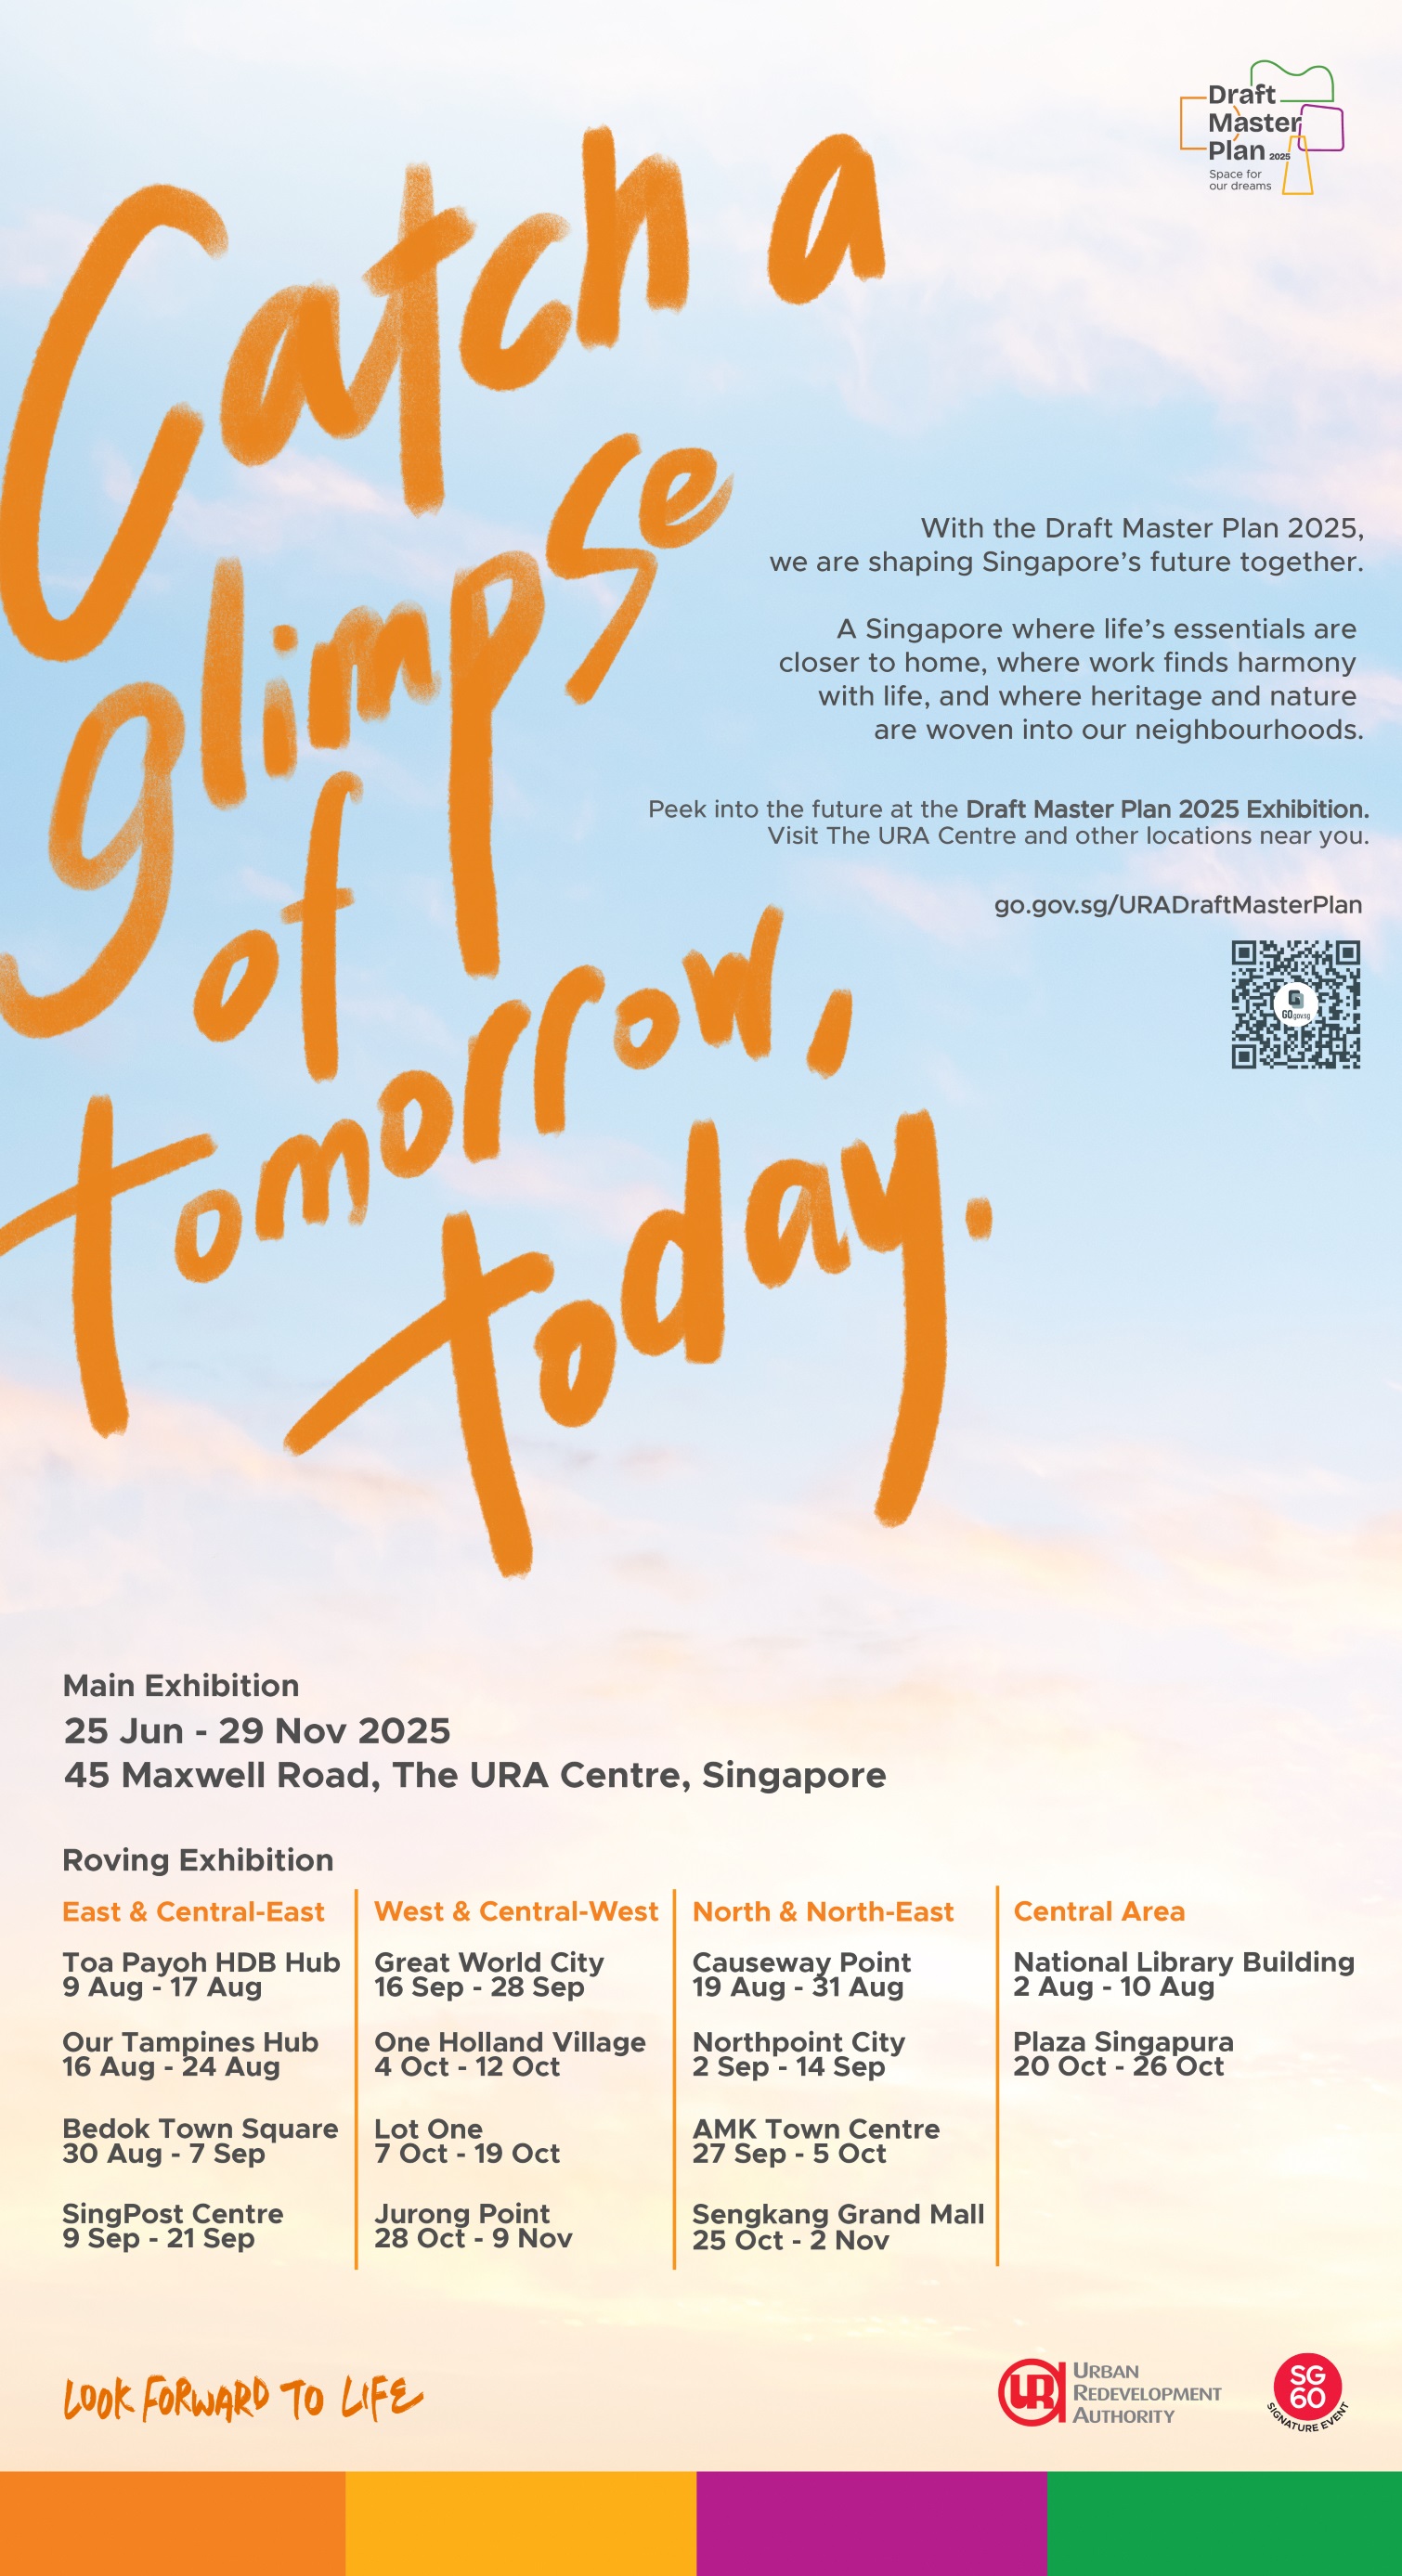 Draft
Master
Plan 2025
Space for
our dreams
Catch a
glimpse
of
tomorrow,
today.
With the Draft Master Plan 2025,
we are shaping Singapore’s future together.
A Singapore where life’s essentials are
closer to home, where work finds harmony
with life, and where heritage and nature
are woven into our neighbourhoods.
Peek into the future at the Draft Master Plan 2025 Exhibition.
Visit The URA Centre and other locations near you.
go.gov.sg/URADraftMasterPlan
GO.gov.sg
Main Exhibition
25 Jun - 29 Nov 2025
45 Maxwell Road, The URA Centre, Singapore
Roving Exhibition
East & Central-East
Toa Payoh HDB Hub
9 Aug - 17 Aug
Our Tampines Hub
16 Aug - 24 Aug
Bedok Town Square
30 Aug - 7 Sep
SingPost Centre
9 Sep - 21 Sep
West & Central-West
Great World City
16 Sep - 28 Sep
One Holland Village
4 Oct - 12 Oct
Lot One
7 Oct - 19 Oct
Jurong Point
28 Oct - 9 Nov
North & North-East
Causeway Point
19 Aug - 31 Aug
Northpoint City
2 Sep - 14 Sep
AMK Town Centre
27 Sep - 5 Oct
Sengkang Grand Mall
25 Oct - 2 Nov
Central Area
National Library Building
2 Aug - 10 Aug
Plaza Singapura
20 Oct - 26 Oct
LOOK FORWARD TO LIFE
URA
URBAN
REDEVELOPMENT
AUTHORITY
SG
60
SIGNATURE EVENT